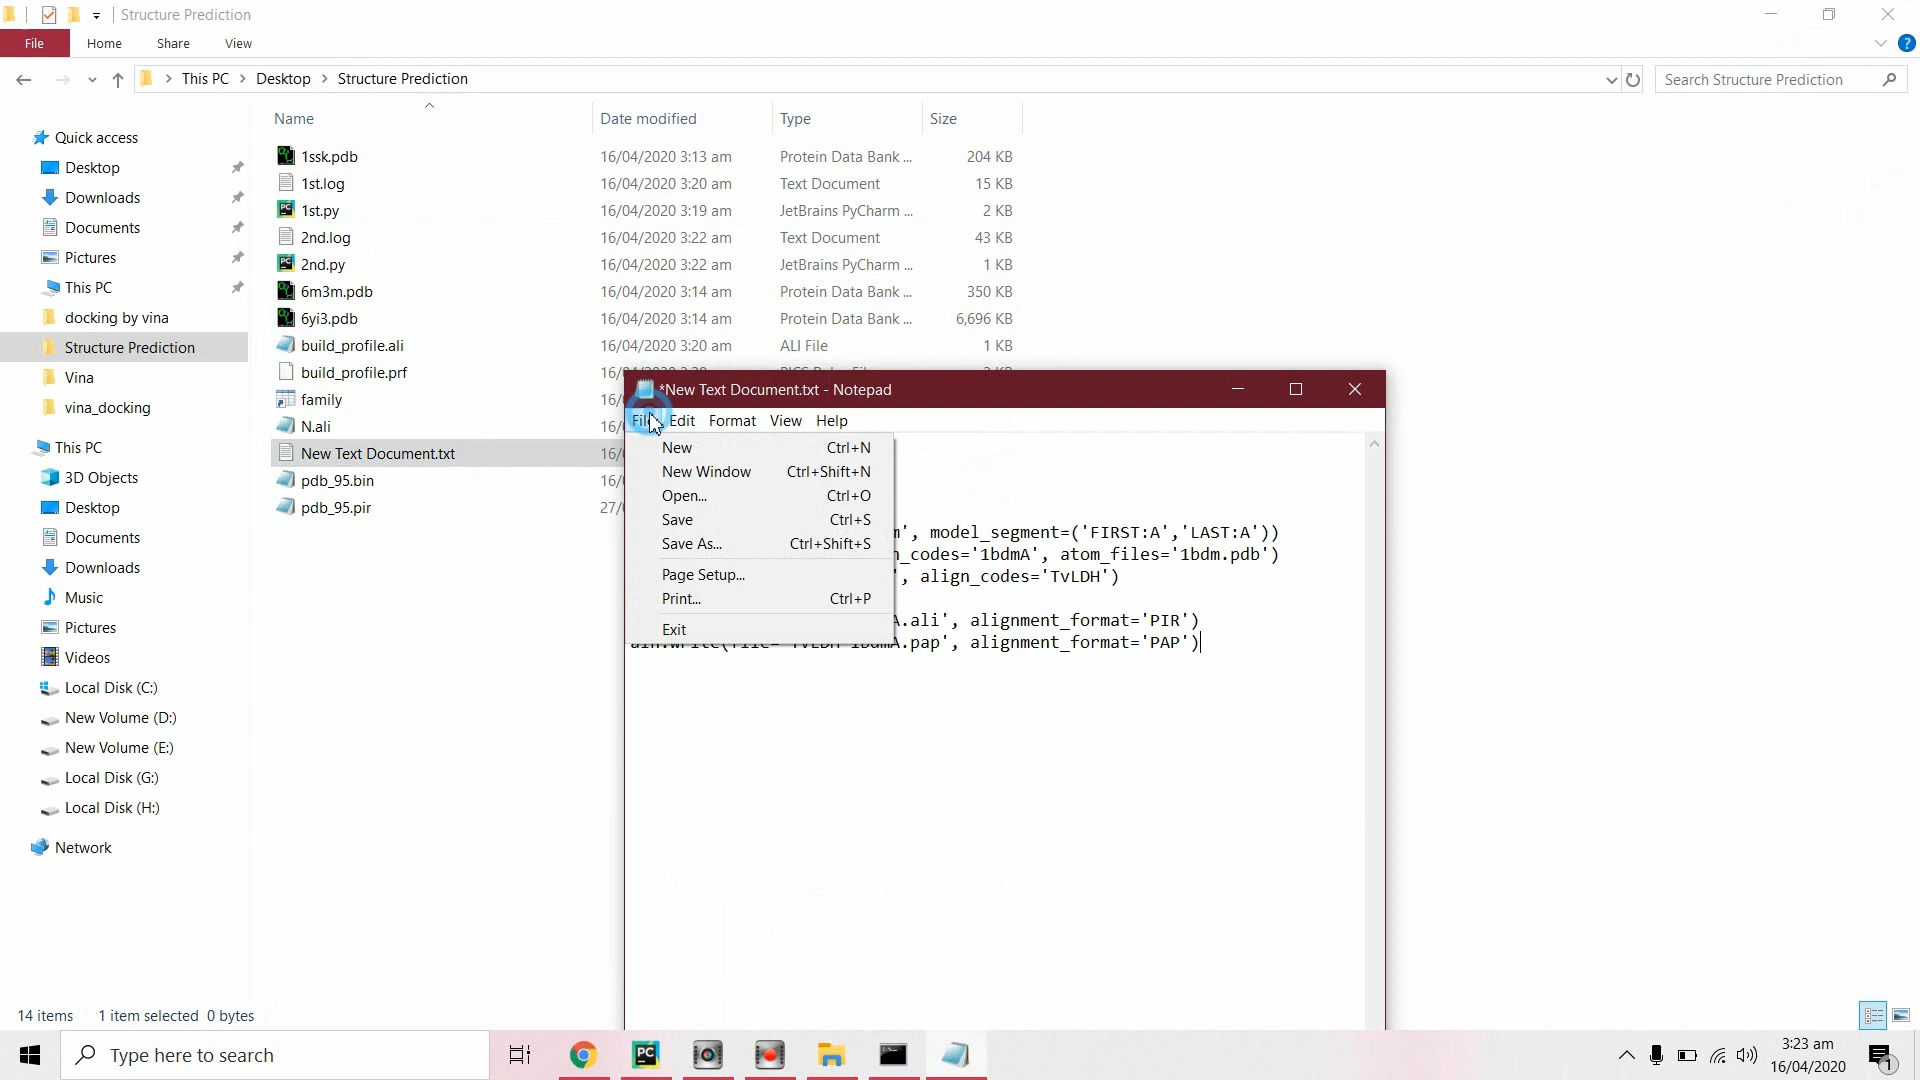 Structure Prediction
File Home Share View
This PC Desktop Structure Prediction
Search Structure Prediction
Name Date modified Type Size
Quick access
Desktop
Downloads
Documents
Pictures
This PC
docking by vina
Structure Prediction
Vina
vina_docking
This PC
3D Objects
Desktop
Documents
Downloads
Music
Pictures
Videos
Local Disk (C:)
New Volume (D:)
New Volume (E:)
Local Disk (G:)
Local Disk (H:)
Network
1ssk.pdb 16/04/2020 3:13 am Protein Data Bank ... 204 KB
1st.log 16/04/2020 3:20 am Text Document 15 KB
1st.py 16/04/2020 3:19 am JetBrains PyCharm ... 2 KB
2nd.log 16/04/2020 3:22 am Text Document 43 KB
2nd.py 16/04/2020 3:22 am JetBrains PyCharm ... 1 KB
6m3m.pdb 16/04/2020 3:14 am Protein Data Bank ... 350 KB
6yi3.pdb 16/04/2020 3:14 am Protein Data Bank ... 6,696 KB
build_profile.ali 16/04/2020 3:20 am ALI File 1 KB
build_profile.prf
family
N.ali
New Text Document.txt
pdb_95.bin
pdb_95.pir
*New Text Document.txt - Notepad
File Edit Format View Help
New Ctrl+N
New Window Ctrl+Shift+N
Open... Ctrl+O
Save Ctrl+S
Save As... Ctrl+Shift+S
Page Setup...
Print... Ctrl+P
Exit
', model_segment=('FIRST:A','LAST:A'))
_codes='1bdmA', atom_files='1bdm.pdb')
', align_codes='TvLDH')
.ali', alignment_format='PIR')
.pap', alignment_format='PAP')
14 items 1 item selected 0 bytes
Type here to search
PC
3:23 am
16/04/2020
1